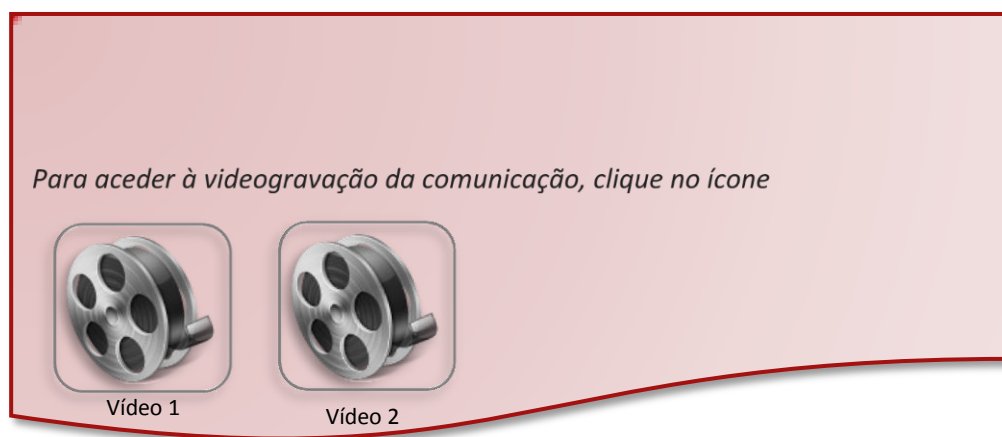 Para aceder à videogravação da comunicação, clique no ícone
Vídeo 1
Vídeo 2